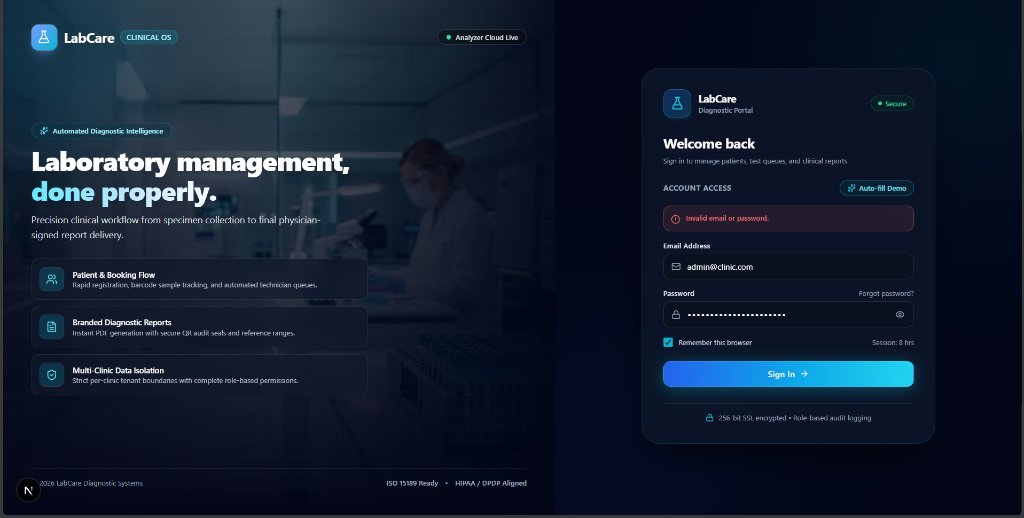 LabCare CLINICAL OS
Analyzer Cloud Live
Automated Diagnostic Intelligence
Laboratory management,
done properly.
Precision clinical workflow from specimen collection to final physician-
signed report delivery.
Patient & Booking Flow
Rapid registration, barcode sample tracking, and automated technician queues.
Branded Diagnostic Reports
Instant PDF generation with secure QR audit seals and reference ranges.
Multi-Clinic Data Isolation
Strict per-clinic tenant boundaries with complete role-based permissions.
N
2026 LabCare Diagnostic Systems
ISO 15189 Ready • HIPAA / DPDP Aligned
LabCare
Diagnostic Portal
Secure
Welcome back
Sign in to manage patients, test queues, and clinical reports
ACCOUNT ACCESS
Auto-fill Demo
Invalid email or password.
Email Address
admin@clinic.com
Password
Forgot password?
Remember this browser
Session: 8 hrs
Sign In →
256-bit SSL encrypted • Role-based audit logging